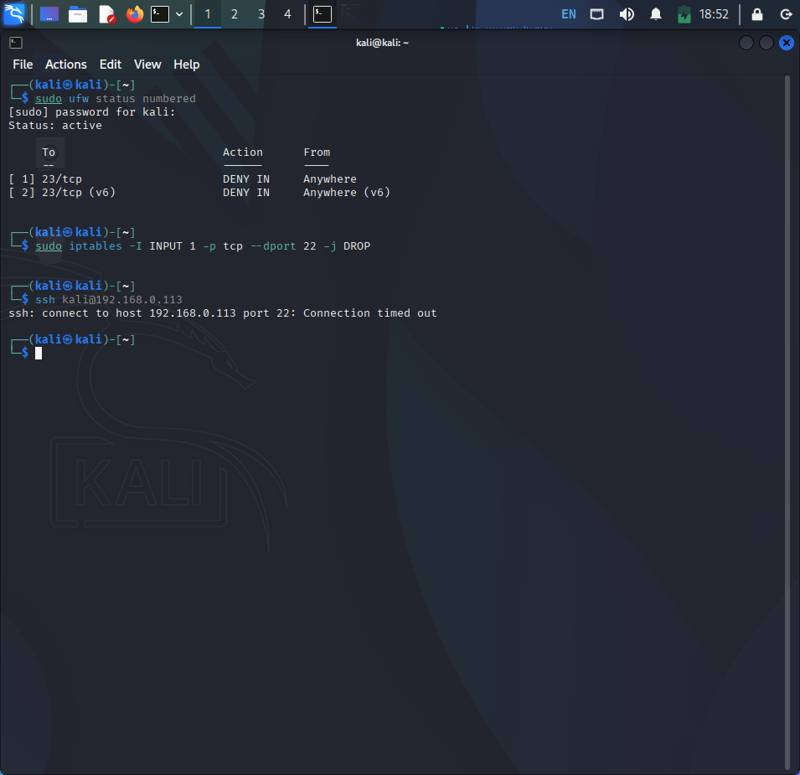 1 2 3 4 EN 18:52
kali@kali: ~
File Actions Edit View Help
┌──(kali㉿kali)-[~]
└─$ sudo ufw status numbered
[sudo] password for kali:
Status: active
To Action From
-- ------ ----
[ 1] 23/tcp DENY IN Anywhere
[ 2] 23/tcp (v6) DENY IN Anywhere (v6)
┌──(kali㉿kali)-[~]
└─$ sudo iptables -I INPUT 1 -p tcp --dport 22 -j DROP
┌──(kali㉿kali)-[~]
└─$ ssh kali@192.168.0.113
ssh: connect to host 192.168.0.113 port 22: Connection timed out
┌──(kali㉿kali)-[~]
└─$
KALI